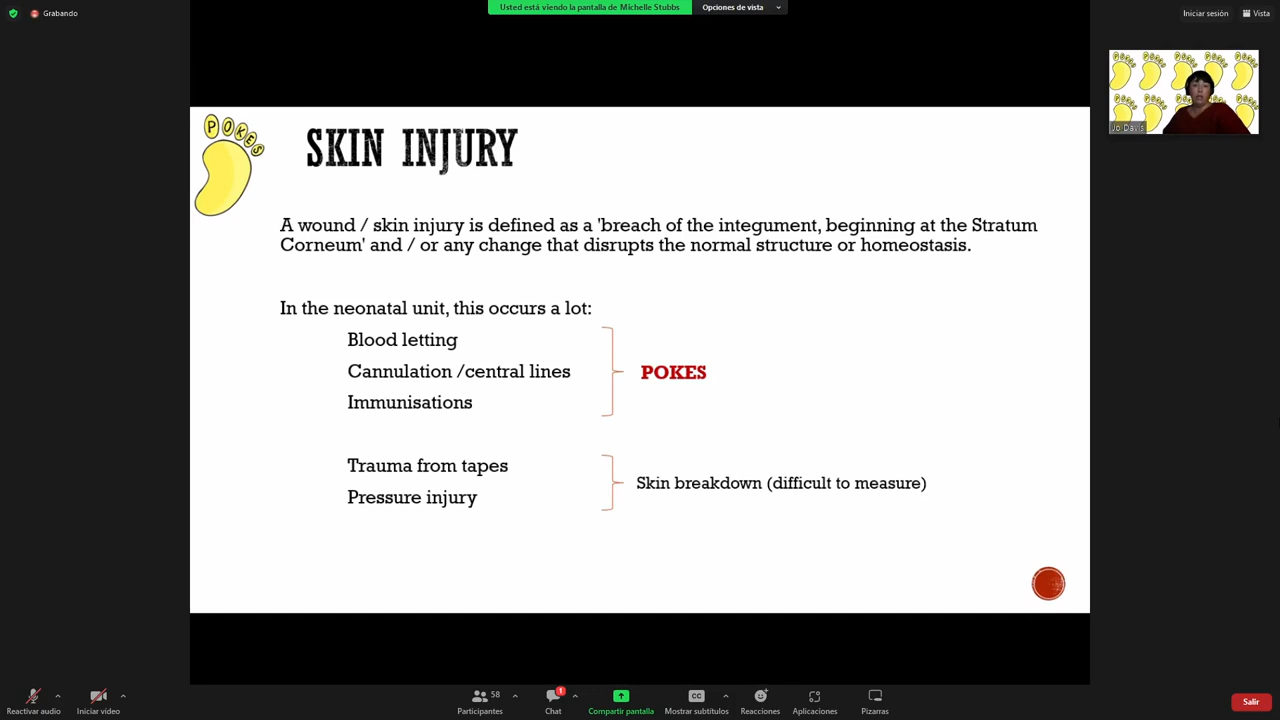 Grabando
Usted está viendo la pantalla de Michelle Stubbs
Opciones de vista
Iniciar sesión
Vista
POKES
SKIN INJURY
A wound / skin injury is defined as a 'breach of the integument, beginning at the Stratum
Corneum' and / or any change that disrupts the normal structure or homeostasis.
In the neonatal unit, this occurs a lot:
Blood letting
Cannulation /central lines
Immunisations
POKES
Trauma from tapes
Pressure injury
Skin breakdown (difficult to measure)
Jo Davis
Reactivar audio
Iniciar video
58
Participantes
1
Chat
Compartir pantalla
CC
Mostrar subtítulos
Reacciones
Aplicaciones
Pizarras
Salir